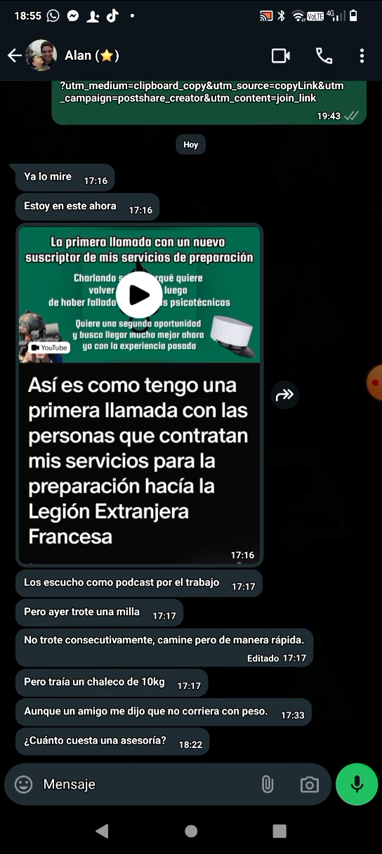 18:55
VoLTE 4G
Alan (⭐)
?utm_medium=clipboard_copy&utm_source=copyLink&utm
_campaign=postshare_creator&utm_content=join_link
19:43
Hoy
Ya lo mire 17:16
Estoy en este ahora 17:16
La primera llamada con un nuevo
suscriptor de mis servicios de preparación
Charlando qué quiere
volver luego
de haber fallado psicotécnicas
Quiere una segunda oportunidad
y busca llegar mucho mejor ahora
ya con la experiencia pasada
YouTube
Así es como tengo una
primera llamada con las
personas que contratan
mis servicios para la
preparación hacía la
Legión Extranjera
Francesa
17:16
Los escucho como podcast por el trabajo 17:17
Pero ayer trote una milla 17:17
No trote consecutivamente, camine pero de manera rápida.
Editado 17:17
Pero traía un chaleco de 10kg 17:17
Aunque un amigo me dijo que no corriera con peso. 17:33
¿Cuánto cuesta una asesoría? 18:22
Mensaje